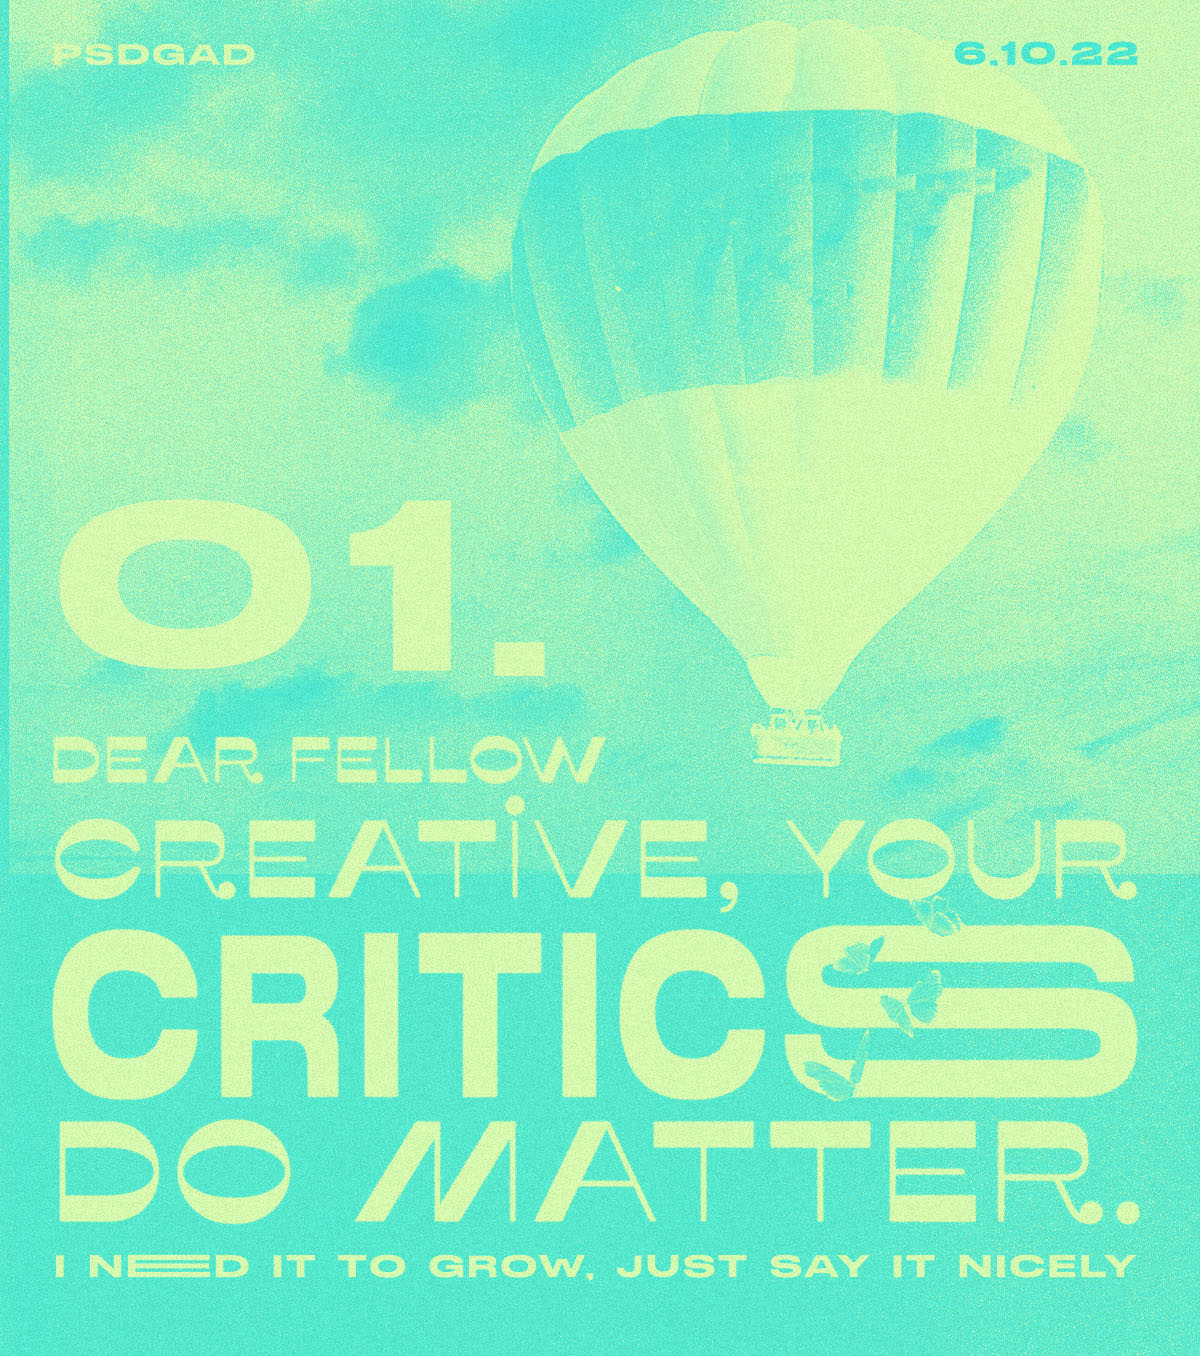 PSDGAD
6.10.22
01.
DEAR FELLOW
CREATiVE, YOUR
CRITICS
DO MATTER..
I NEED IT TO GROW, JUST SAY IT NICELY